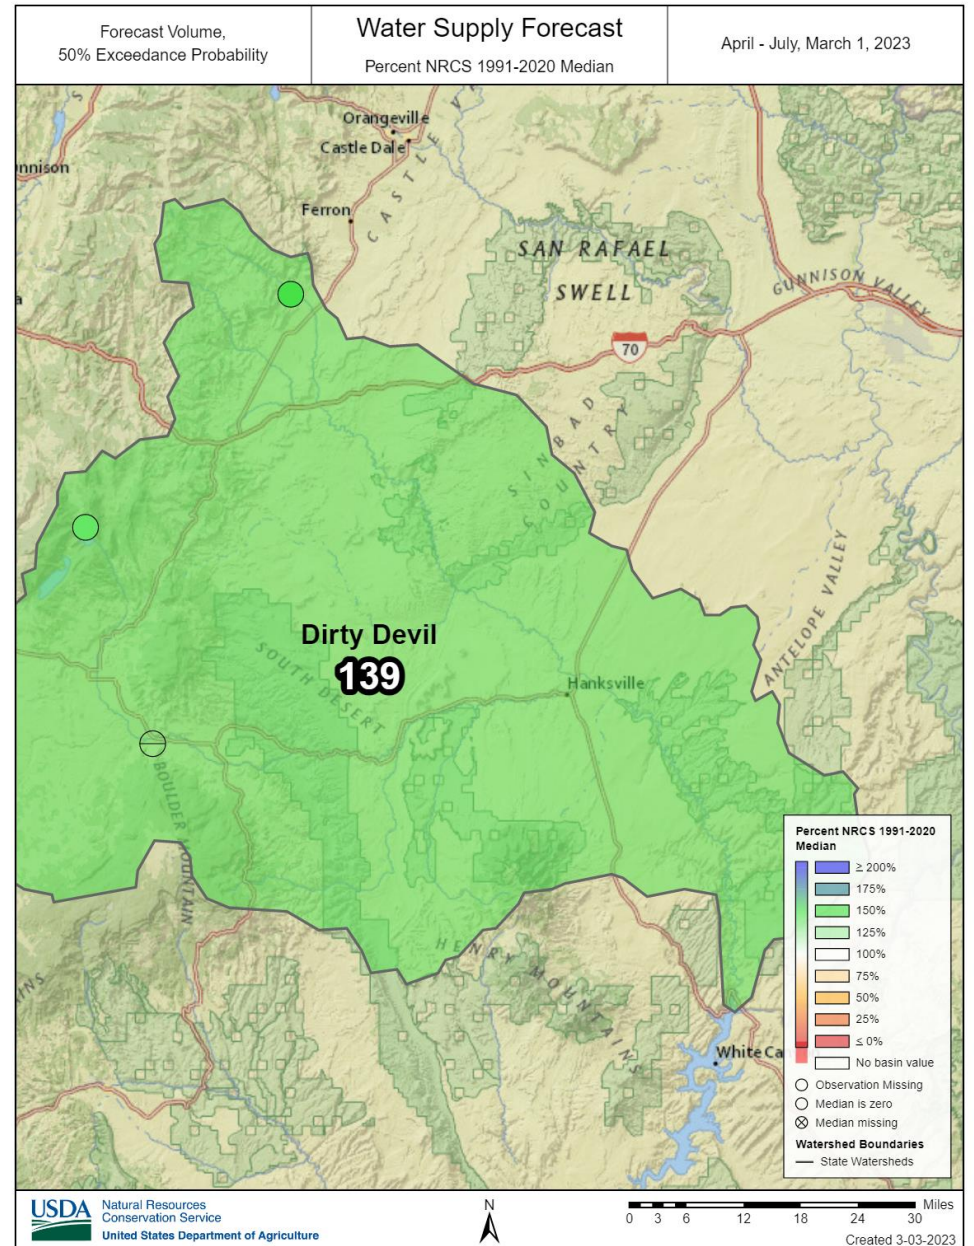 Forecast Volume,
50% Exceedance Probability
Water Supply Forecast
Percent NRCS 1991-2020 Median
April - July, March 1, 2023
Orangeville
Castle Dale
Ferron
nnison
SAN RAFAEL
SWELL
GUNNISON VALLEY
70
SINBAD
COUNTRY
ANTELOPE VALLEY
Dirty Devil
139
SOUTH DESERT
Hanksville
BOULDER MOUNTAIN
HENRY MOUNTAINS
White Ca
Percent NRCS 1991-2020
Median
≥ 200%
175%
150%
125%
100%
75%
50%
25%
≤ 0%
No basin value
Observation Missing
Median is zero
Median missing
Watershed Boundaries
State Watersheds
USDA
Natural Resources
Conservation Service
United States Department of Agriculture
N
Miles
0 3 6 12 18 24 30
Created 3-03-2023